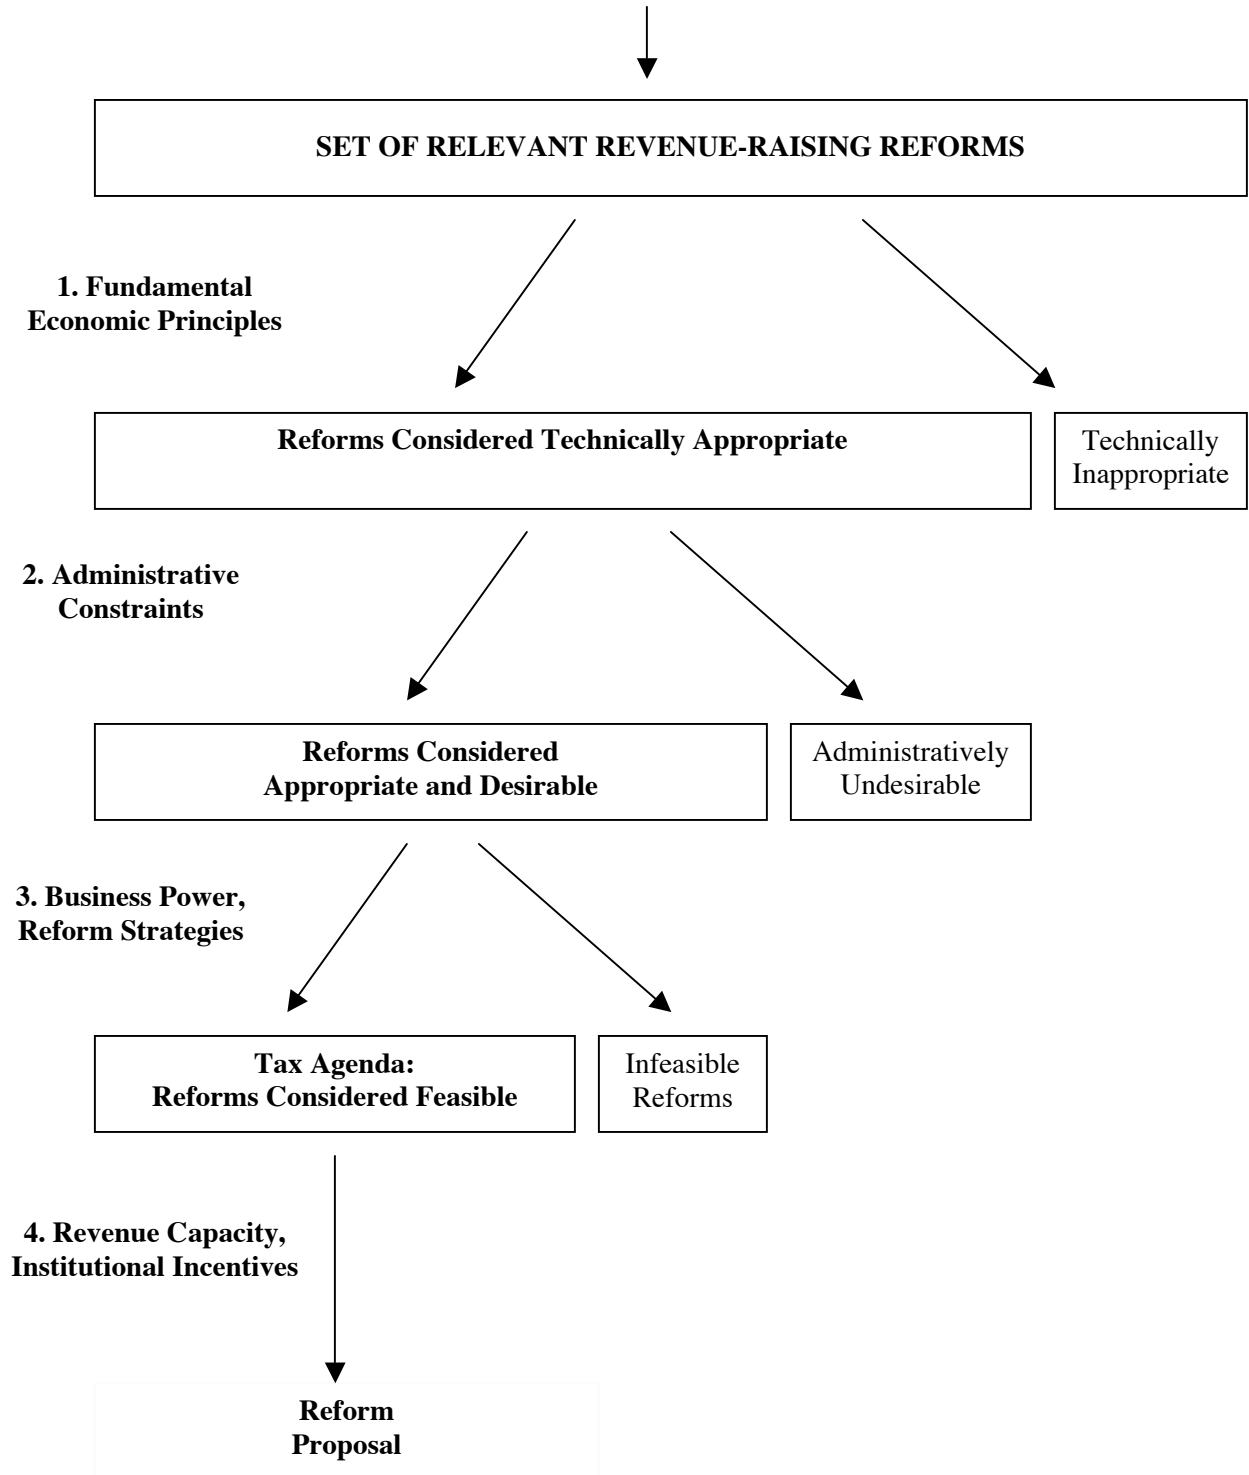 SET OF RELEVANT REVENUE-RAISING REFORMS
1. Fundamental
Economic Principles
Reforms Considered Technically Appropriate
Technically
Inappropriate
2. Administrative
Constraints
Reforms Considered
Appropriate and Desirable
Administratively
Undesirable
3. Business Power,
Reform Strategies
Tax Agenda:
Reforms Considered Feasible
Infeasible
Reforms
4. Revenue Capacity,
Institutional Incentives
Reform
Proposal